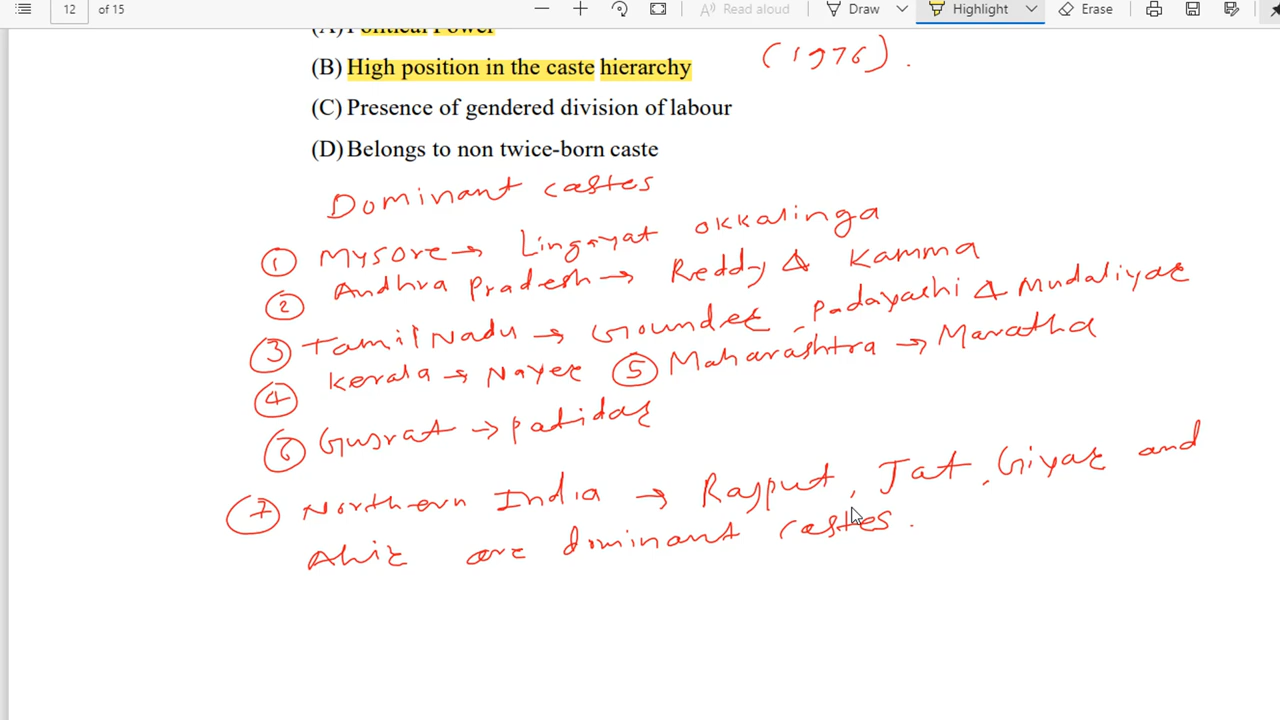 12 of 15 Read aloud Draw Highlight Erase
(A) Political Power
(B) High position in the caste hierarchy (1976).
(C) Presence of gendered division of labour
(D) Belongs to non twice-born caste
Dominant castes
① Mysore → Lingayat okkalinga
② Andhra Pradesh → Reddy & Kamma
③ Tamil Nadu → Gounder, Padayachi & Mudaliyar
④ Kerala → Nayer ⑤ Maharashtra → Maratha
⑥ Gusrat → patidar
⑦ Northern India → Rajput, Jat, Giyar and
Ahir are dominant castes.